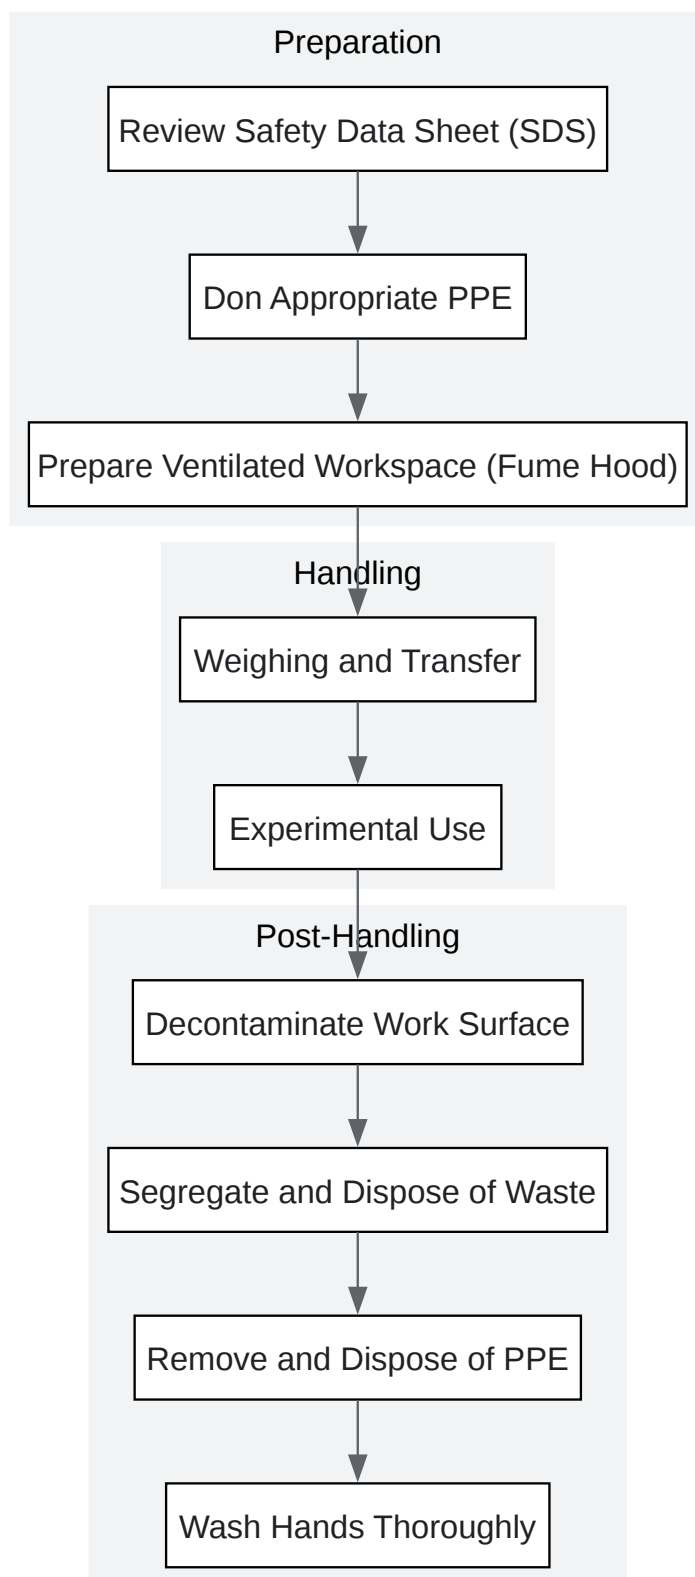 Preparation
Review Safety Data Sheet (SDS)
Don Appropriate PPE
Prepare Ventilated Workspace (Fume Hood)
Handling
Weighing and Transfer
Experimental Use
Post-Handling
Decontaminate Work Surface
Segregate and Dispose of Waste
Remove and Dispose of PPE
Wash Hands Thoroughly